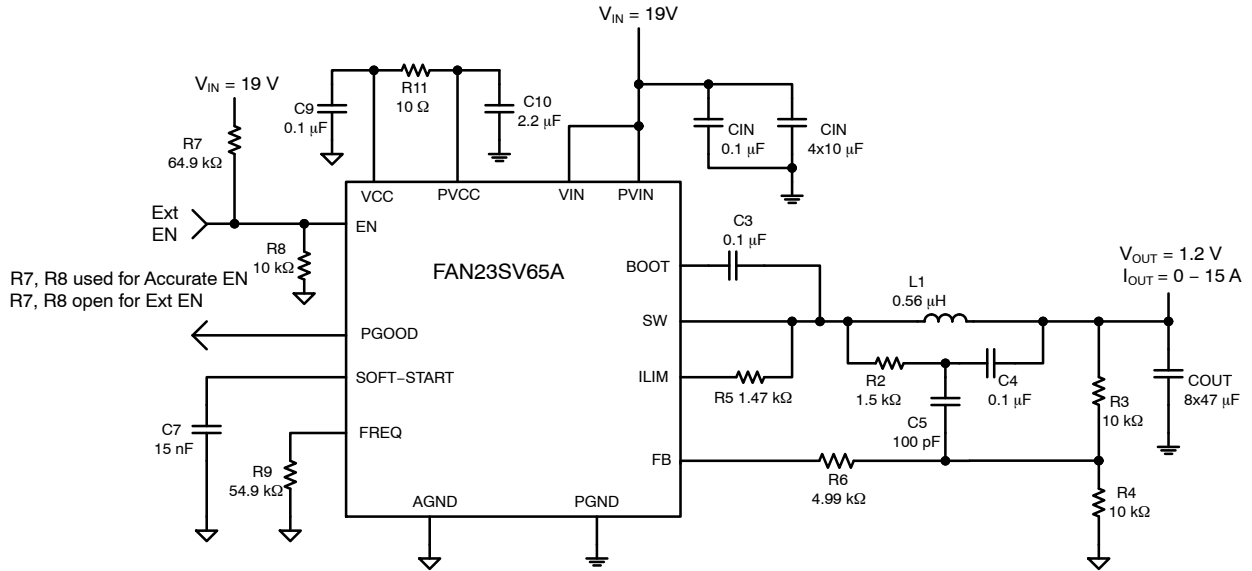 V_IN = 19V
V_IN = 19 V
R11
10 Ω
C9
0.1 µF
C10
2.2 µF
R7
64.9 kΩ
CIN
0.1 µF
CIN
4x10 µF
VCC
PVCC
VIN
PVIN
Ext
EN
EN
R8
10 kΩ
C3
0.1 µF
FAN23SV65A
BOOT
V_OUT = 1.2 V
I_OUT = 0 – 15 A
R7, R8 used for Accurate EN
R7, R8 open for Ext EN
L1
0.56 µH
PGOOD
SW
SOFT–START
ILIM
R5 1.47 kΩ
R2
1.5 kΩ
C4
0.1 µF
R3
10 kΩ
COUT
8x47 µF
C7
15 nF
FREQ
C5
100 pF
R9
54.9 kΩ
FB
R6
4.99 kΩ
R4
10 kΩ
AGND
PGND